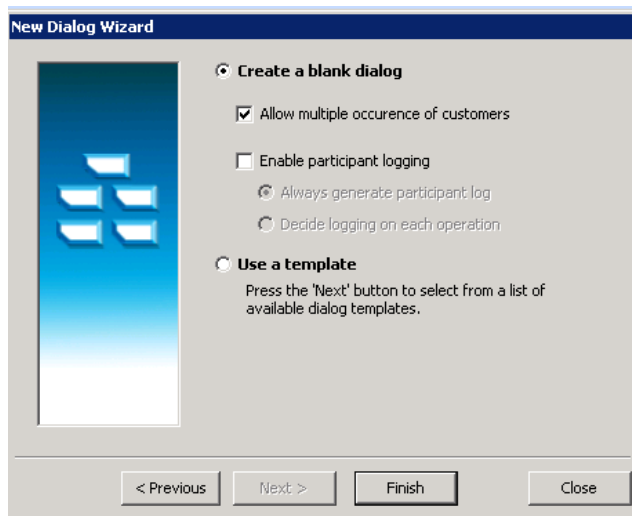 New Dialog Wizard
Create a blank dialog
Allow multiple occurence of customers
Enable participant logging
Always generate participant log
Decide logging on each operation
Use a template
Press the 'Next' button to select from a list of
available dialog templates.
< Previous
Next >
Finish
Close